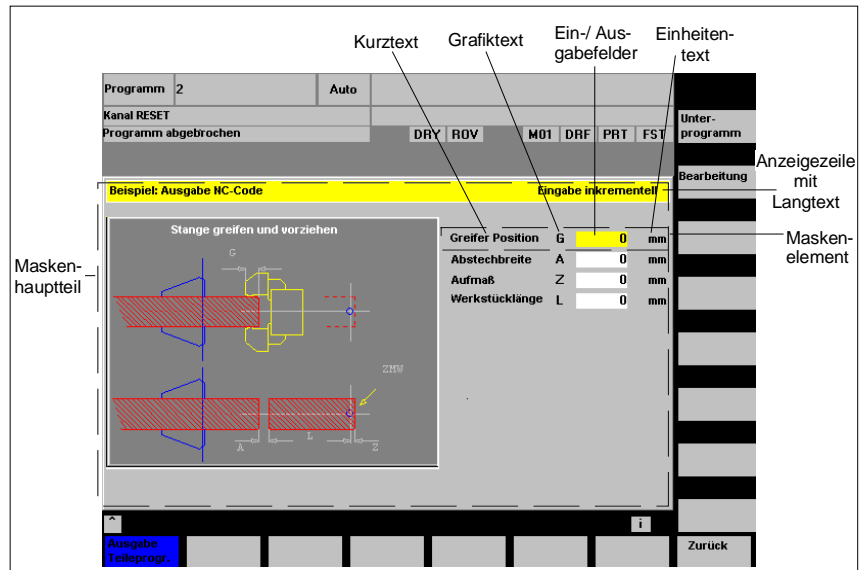 Kurztext Grafiktext Ein-/ Aus-
gabefelder Einheiten-
text
Programm 2 Auto
Kanal RESET
Programm abgebrochen DRY ROV M01 DRF PRT FST
Unter-
programm
Bearbeitung
Anzeigezeile
mit
Langtext
Beispiel: Ausgabe NC-Code Eingabe inkrementell
Stange greifen und vorziehen
Greifer Position G 0 mm
Abstechbreite A 0 mm
Aufmaß Z 0 mm
Werkstücklänge L 0 mm
Masken-
element
Masken-
hauptteil
G
ZMW
A L Z
^ i
Ausgabe
Teileprogr.
Zurück